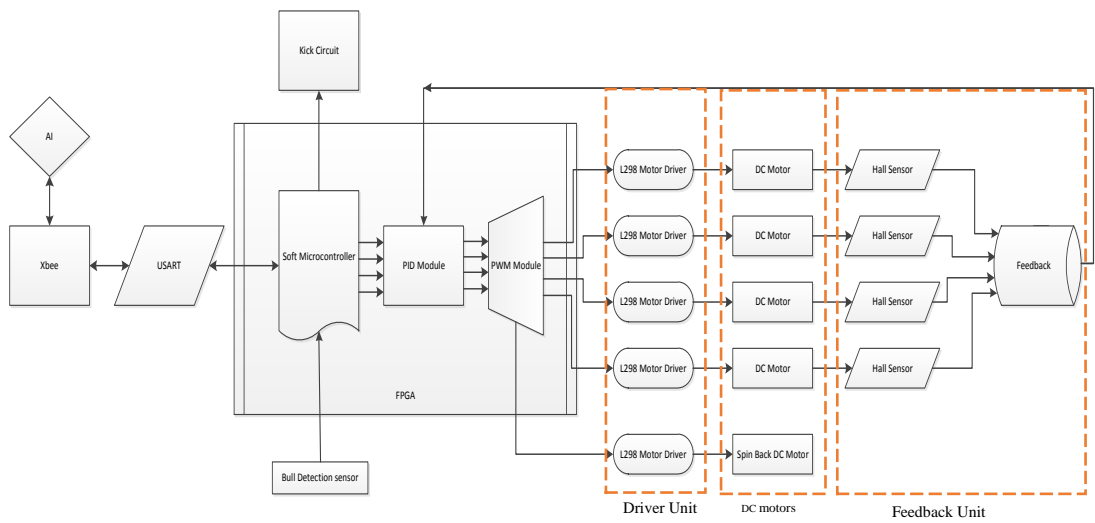 Kick Circuit
AI
Xbee
USART
Soft Microcontroller
PID Module
PWM Module
FPGA
Bull Detection sensor
L298 Motor Driver
DC Motor
Hall Sensor
L298 Motor Driver
DC Motor
Hall Sensor
L298 Motor Driver
DC Motor
Hall Sensor
L298 Motor Driver
DC Motor
Hall Sensor
Feedback
L298 Motor Driver
Spin Back DC Motor
Driver Unit
DC motors
Feedback Unit